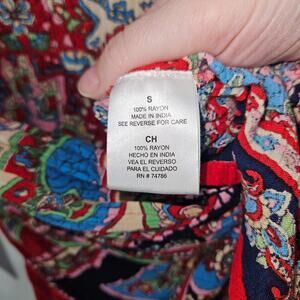 S
100% RAYON
MADE IN INDIA
SEE REVERSE FOR CARE
CH
100% RAYON
HECHO EN INDIA
VEA EL REVERSO
PARA EL CUIDADO
RN # 74786